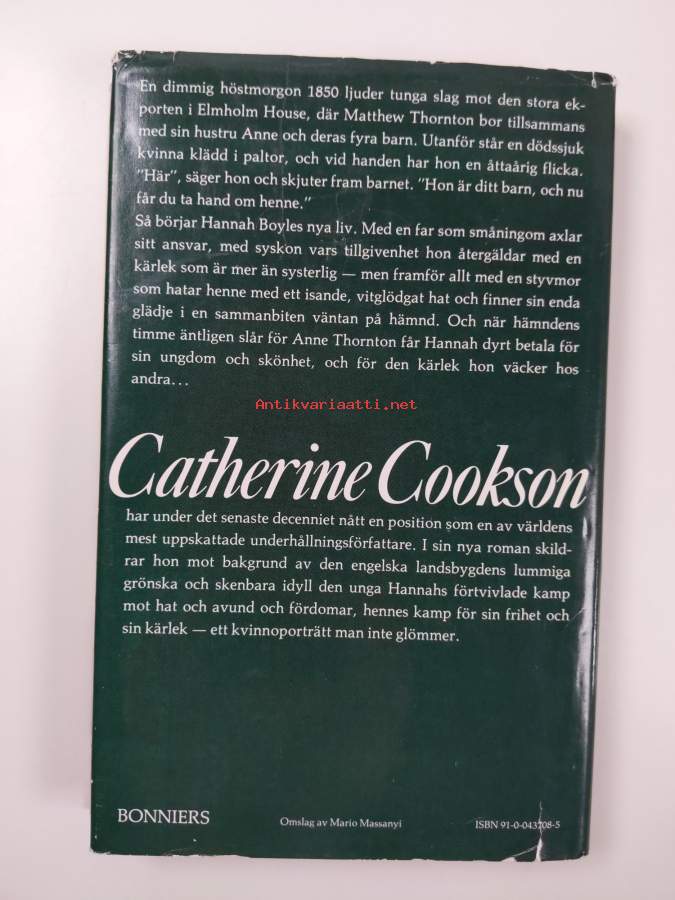 En dimmig höstmorgon 1850 ljuder tunga slag mot den stora ek-
porten i Elmholm House, där Matthew Thornton bor tillsammans
med sin hustru Anne och deras fyra barn. Utanför står en dödssjuk
kvinna klädd i paltor, och vid handen har hon en åttaårig flicka.
"Här", säger hon och skjuter fram barnet. "Hon är ditt barn, och nu
får du ta hand om henne."
Så börjar Hannah Boyles nya liv. Med en far som småningom axlar
sitt ansvar, med syskon vars tillgivenhet hon återgäldar med en
kärlek som är mer än systerlig — men framför allt med en styvmor
som hatar henne med ett isande, vitglödgat hat och finner sin enda
glädje i en sammanbiten väntan på hämnd. Och när hämndens
timme äntligen slår för Anne Thornton får Hannah dyrt betala för
sin ungdom och skönhet, och för den kärlek hon väcker hos
andra...
Antikvariaatti.net
Catherine Cookson
har under det senaste decenniet nått en position som en av världens
mest uppskattade underhållningsförfattare. I sin nya roman skild-
rar hon mot bakgrund av den engelska landsbygdens lummiga
grönska och skenbara idyll den unga Hannahs förtvivlade kamp
mot hat och avund och fördomar, hennes kamp för sin frihet och
sin kärlek — ett kvinnoporträtt man inte glömmer.
BONNIERS
Omslag av Mario Massanyi
ISBN